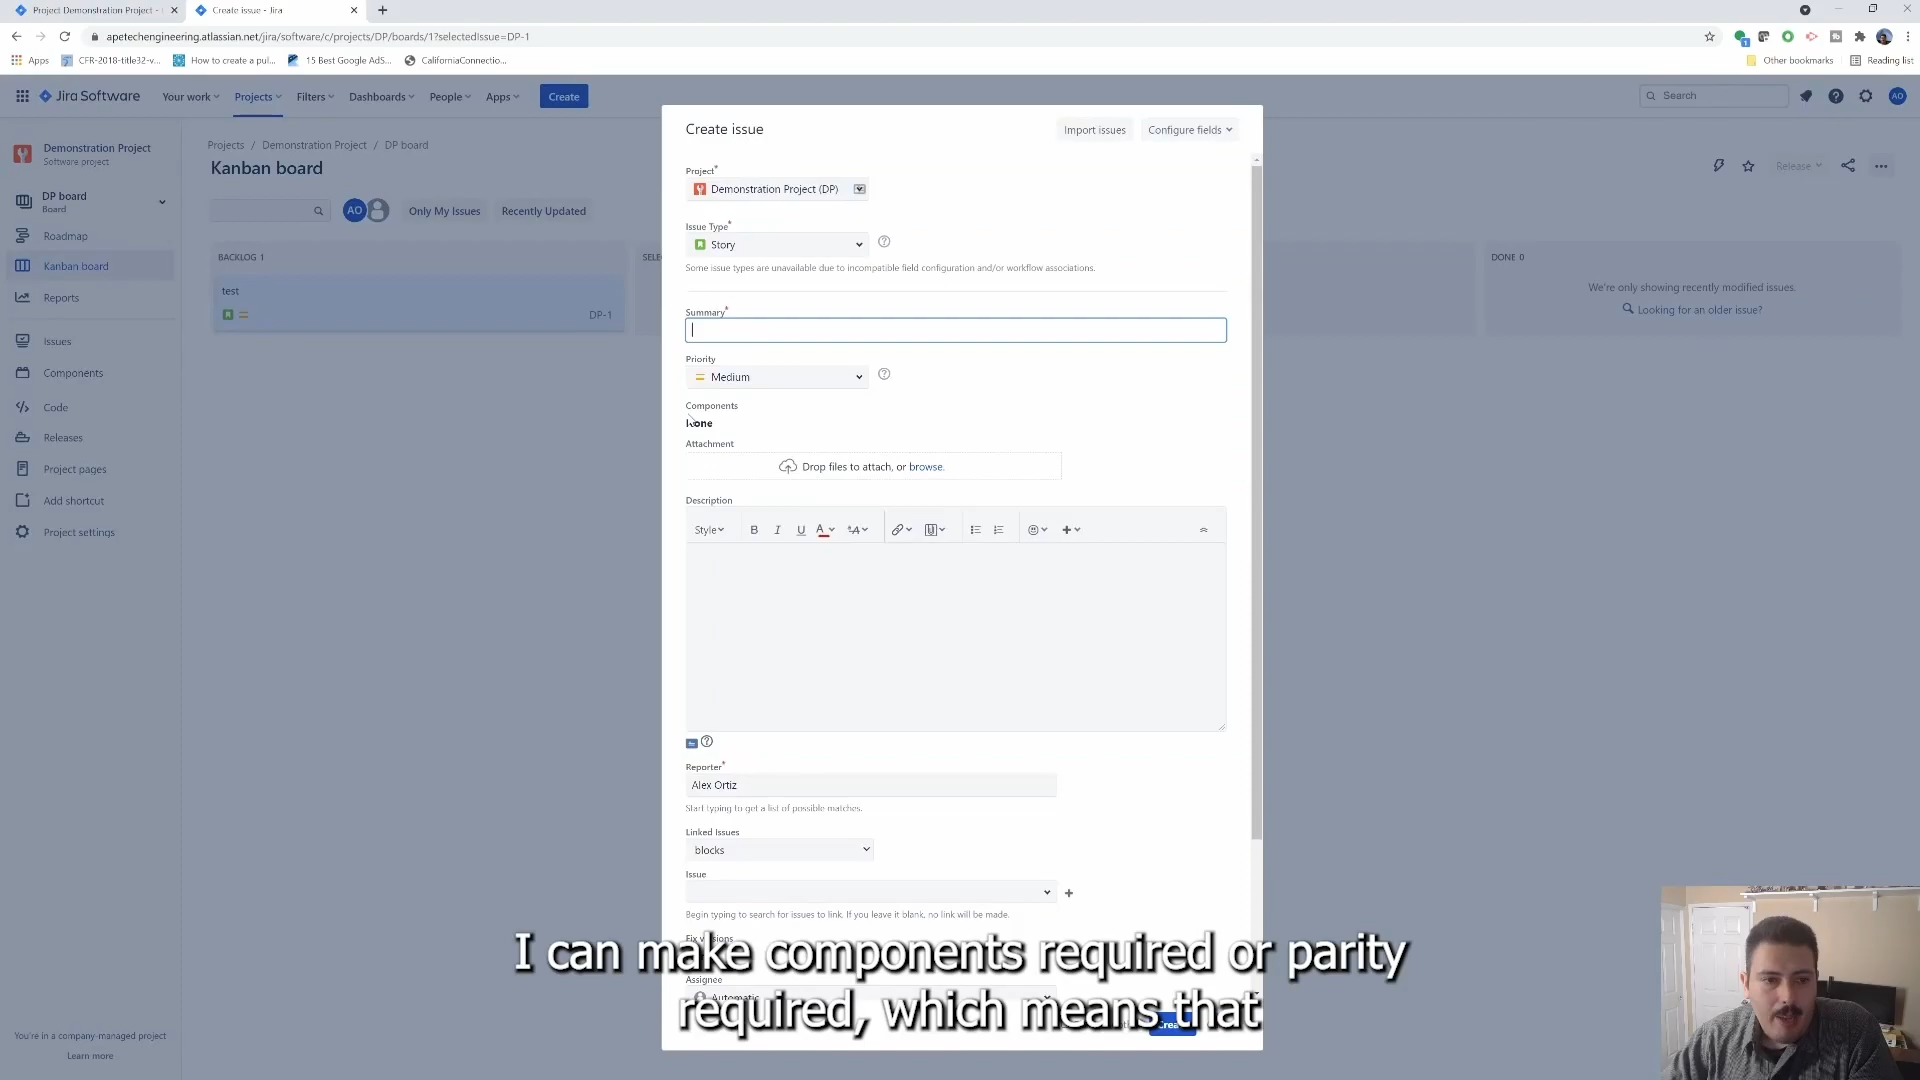 Project Demonstration Project -
Create issue - Jira
apetechengineering.atlassian.net/jira/software/c/projects/DP/boards/1?selectedIssue=DP-1
Apps
CFR-2018-title32-v...
How to create a pul...
15 Best Google AdS...
CaliforniaConnectio...
Other bookmarks
Reading list
Jira Software
Your work
Projects
Filters
Dashboards
People
Apps
Create
Search
AO
Demonstration Project
Software project
DP board
Board
Roadmap
Kanban board
Reports
Issues
Components
Code
Releases
Project pages
Add shortcut
Project settings
You're in a company-managed project
Learn more
Projects / Demonstration Project / DP board
Kanban board
Release
AO
Only My Issues
Recently Updated
BACKLOG 1
test
DP-1
SELE
DONE 0
We're only showing recently modified issues.
Looking for an older issue?
Create issue
Import issues
Configure fields
Project*
Demonstration Project (DP)
Issue Type*
Story
Some issue types are unavailable due to incompatible field configuration and/or workflow associations.
Summary*
Priority
Medium
Components
None
Attachment
Drop files to attach, or browse.
Description
Style
B I U A
Reporter*
Alex Ortiz
Start typing to get a list of possible matches.
Linked Issues
blocks
Issue
Begin typing to search for issues to link. If you leave it blank, no link will be made.
Fix versions
Assignee
Automatic
I can make components required or parity
required, which means that